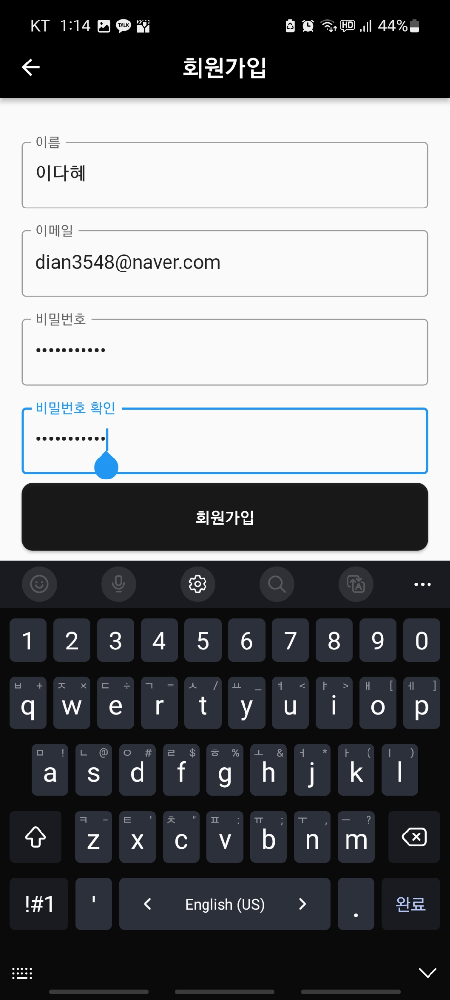 KT 1:14 TALK HD 44%
회원가입
이름
이다혜
이메일
dian3548@naver.com
비밀번호
•••••••••••
비밀번호 확인
•••••••••••
회원가입
1 2 3 4 5 6 7 8 9 0
ㅂ + ㅈ × ㄷ ÷ ㄱ = ㅅ / ㅛ _ ㅕ < ㅑ > ㅐ [ ㅔ ]
q w e r t y u i o p
ㅁ ! ㄴ @ ㅇ # ㄹ $ ㅎ % ㅗ & ㅓ * ㅏ ( ㅣ )
a s d f g h j k l
ㅋ - ㅌ ' ㅊ " ㅍ : ㅠ ; ㅜ , ㅡ ?
z x c v b n m
!#1 ' < English (US) > . 완료